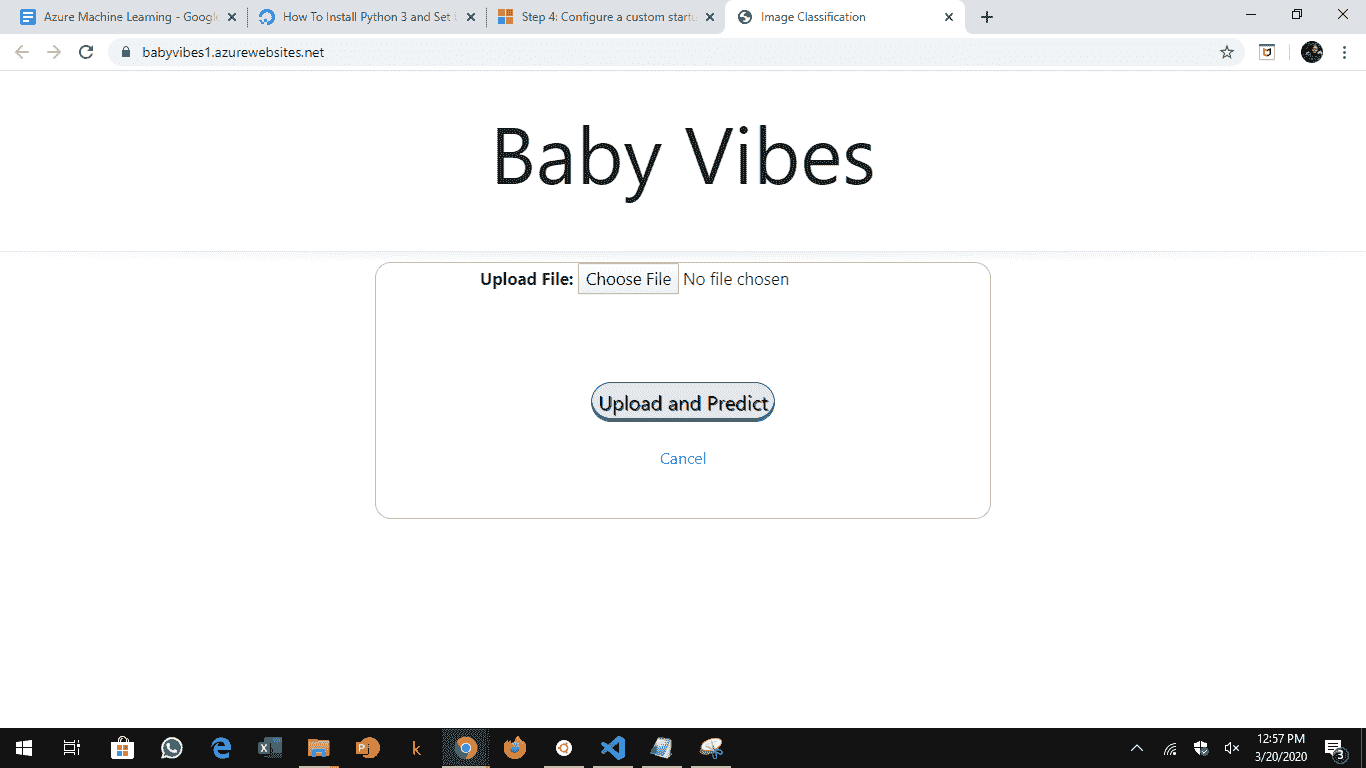 Azure Machine Learning - Googl
How To Install Python 3 and Set
Step 4: Configure a custom start
Image Classification
babyvibes1.azurewebsites.net
Baby Vibes
Upload File: Choose File No file chosen
Upload and Predict
Cancel
12:57 PM
3/20/2020
3